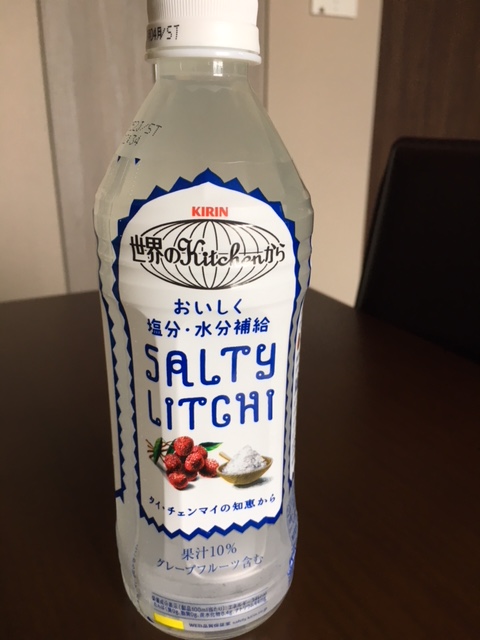 KIRIN
世界のKitchenから
おいしく
塩分・水分補給
SALTY
LITCHI
タイ・チェンマイの知恵から
果汁10%
グレープフルーツ含む